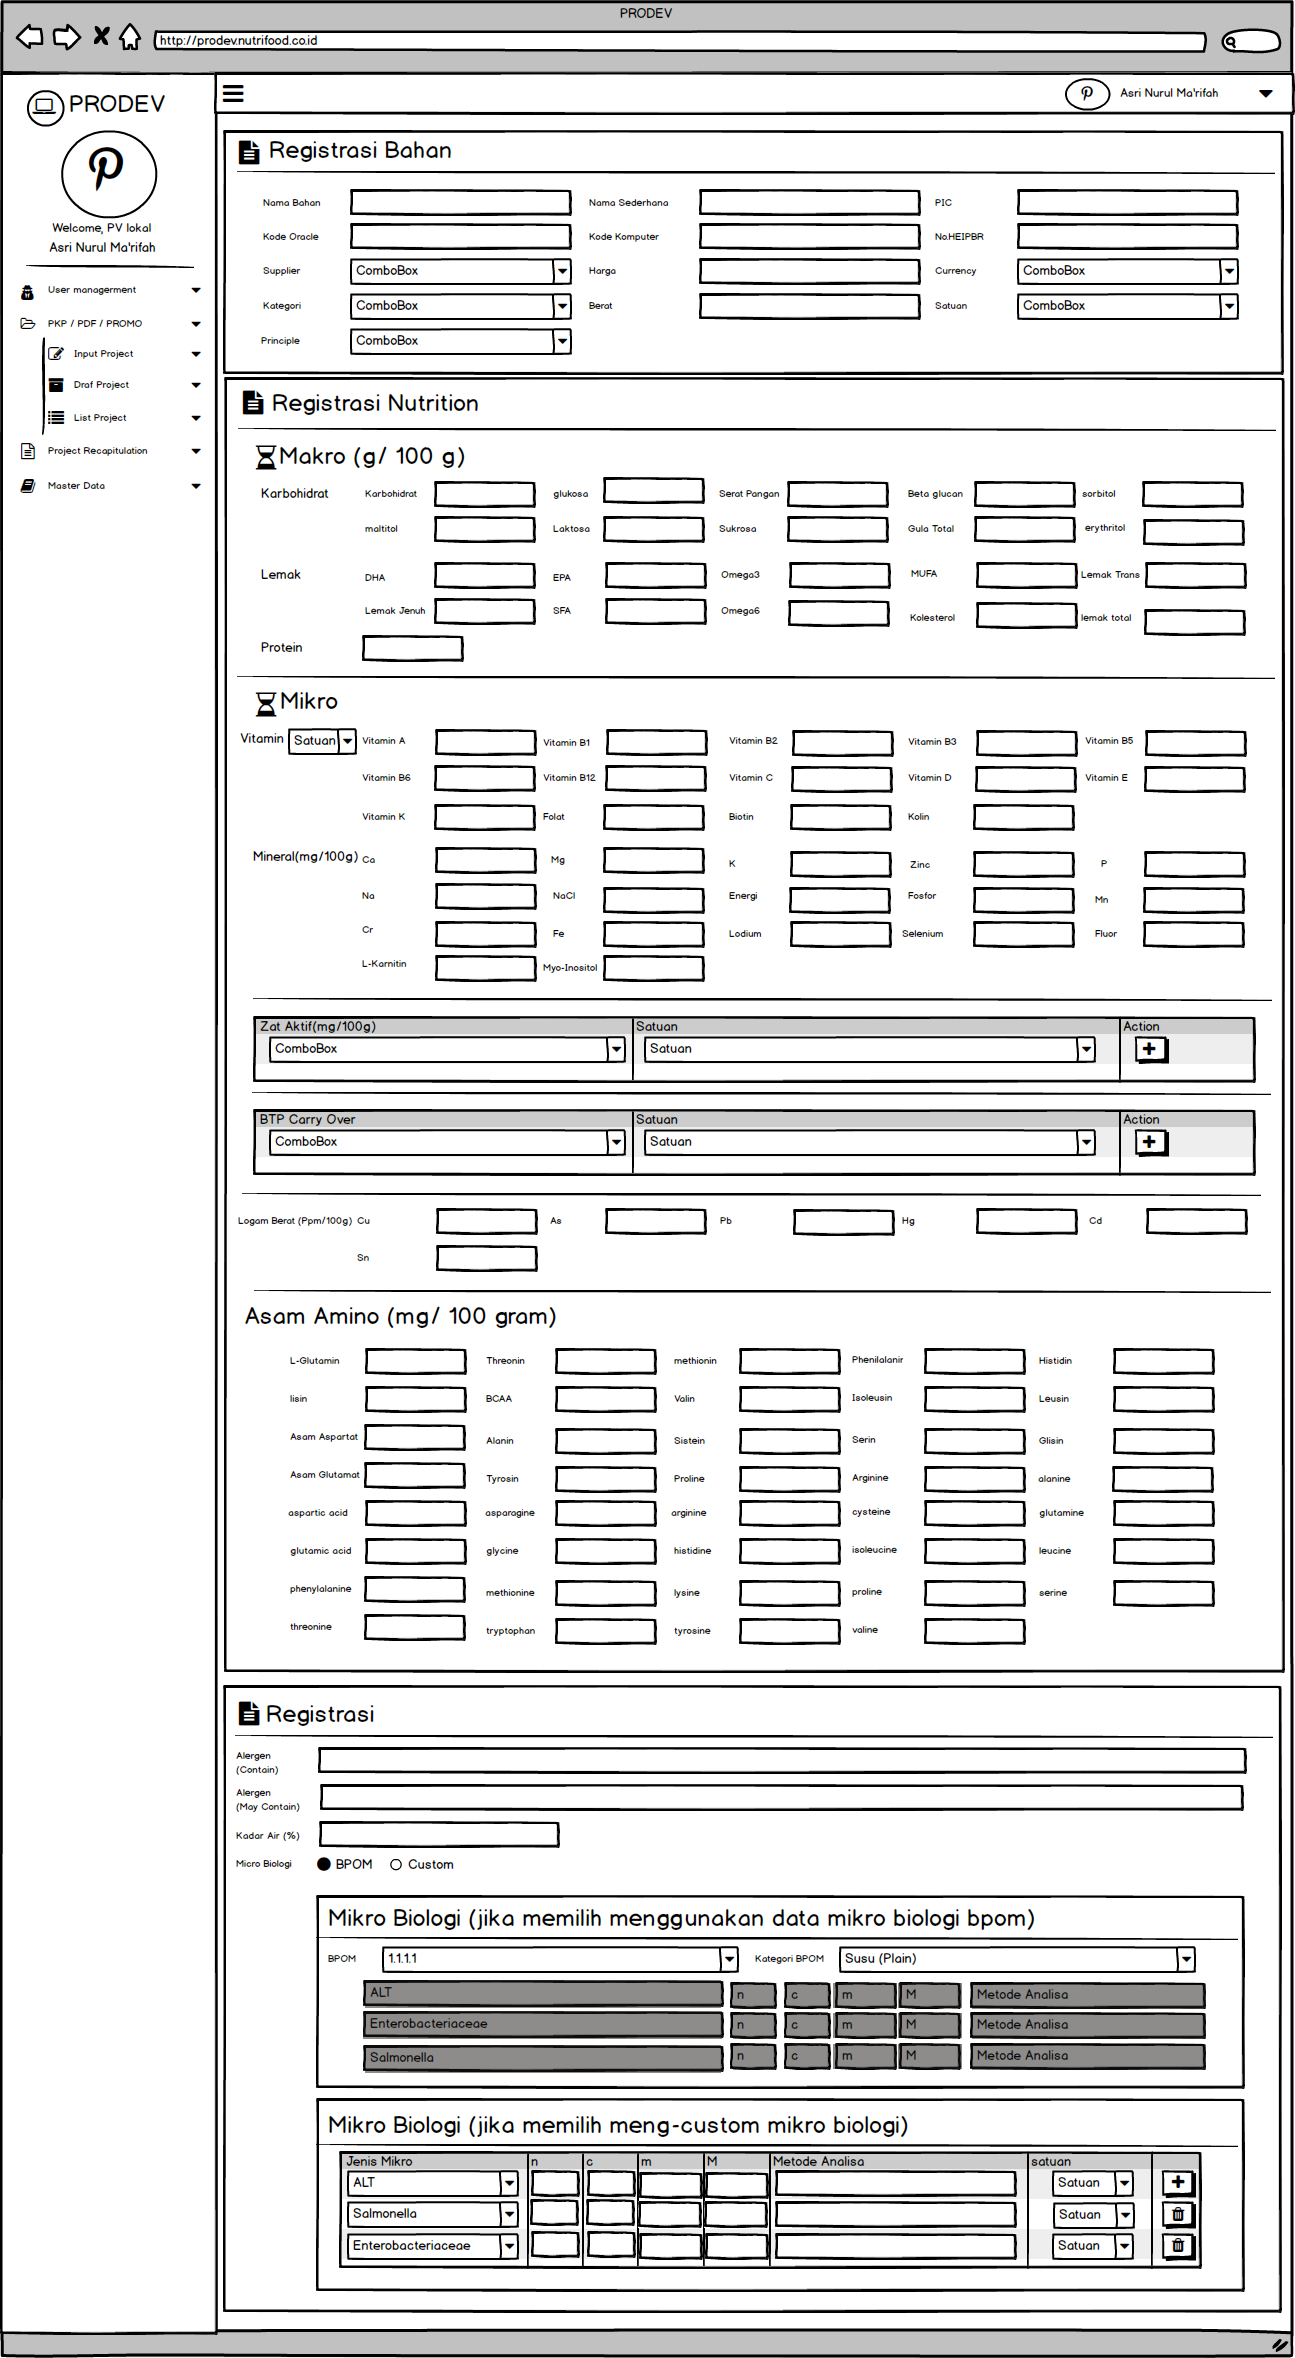 PRODEV
http://prodev.nutrifood.co.id
PRODEV
Asri Nurul Ma'rifah
Welcome, PV lokal
Asri Nurul Ma'rifah
User managerment
PKP / PDF / PROMO
Input Project
Draf Project
List Project
Project Recapitulation
Master Data
Registrasi Bahan
Nama Bahan Nama Sederhana PIC
Kode Oracle Kode Komputer No.HEIPBR
Supplier ComboBox Harga Currency ComboBox
Kategori ComboBox Berat Satuan ComboBox
Principle ComboBox
Registrasi Nutrition
Makro (g/ 100 g)
Karbohidrat Karbohidrat glukosa Serat Pangan Beta glucan sorbitol
maltitol Laktosa Sukrosa Gula Total erythritol
Lemak DHA EPA Omega3 MUFA Lemak Trans
Lemak Jenuh SFA Omega6 Kolesterol lemak total
Protein
Mikro
Vitamin Satuan Vitamin A Vitamin B1 Vitamin B2 Vitamin B3 Vitamin B5
Vitamin B6 Vitamin B12 Vitamin C Vitamin D Vitamin E
Vitamin K Folat Biotin Kolin
Mineral(mg/100g) Ca Mg K Zinc P
Na NaCl Energi Fosfor Mn
Cr Fe Lodium Selenium Fluor
L-Karnitin Myo-Inositol
Zat Aktif(mg/100g) Satuan Action
ComboBox Satuan
BTP Carry Over Satuan Action
ComboBox Satuan
Logam Berat (Ppm/100g) Cu As Pb Hg Cd
Sn
Asam Amino (mg/ 100 gram)
L-Glutamin Threonin methionin Phenilalanir Histidin
lisin BCAA Valin Isoleusin Leusin
Asam Aspartat Alanin Sistein Serin Glisin
Asam Glutamat Tyrosin Proline Arginine alanine
aspartic acid asparagine arginine cysteine glutamine
glutamic acid glycine histidine isoleucine leucine
phenylalanine methionine lysine proline serine
threonine tryptophan tyrosine valine
Registrasi
Alergen
(Contain)
Alergen
(May Contain)
Kadar Air (%)
Micro Biologi BPOM Custom
Mikro Biologi (jika memilih menggunakan data mikro biologi bpom)
BPOM 1.1.1.1 Kategori BPOM Susu (Plain)
ALT n c m M Metode Analisa
Enterobacteriaceae n c m M Metode Analisa
Salmonella n c m M Metode Analisa
Mikro Biologi (jika memilih meng-custom mikro biologi)
Jenis Mikro n c m M Metode Analisa satuan
ALT Satuan
Salmonella Satuan
Enterobacteriaceae Satuan